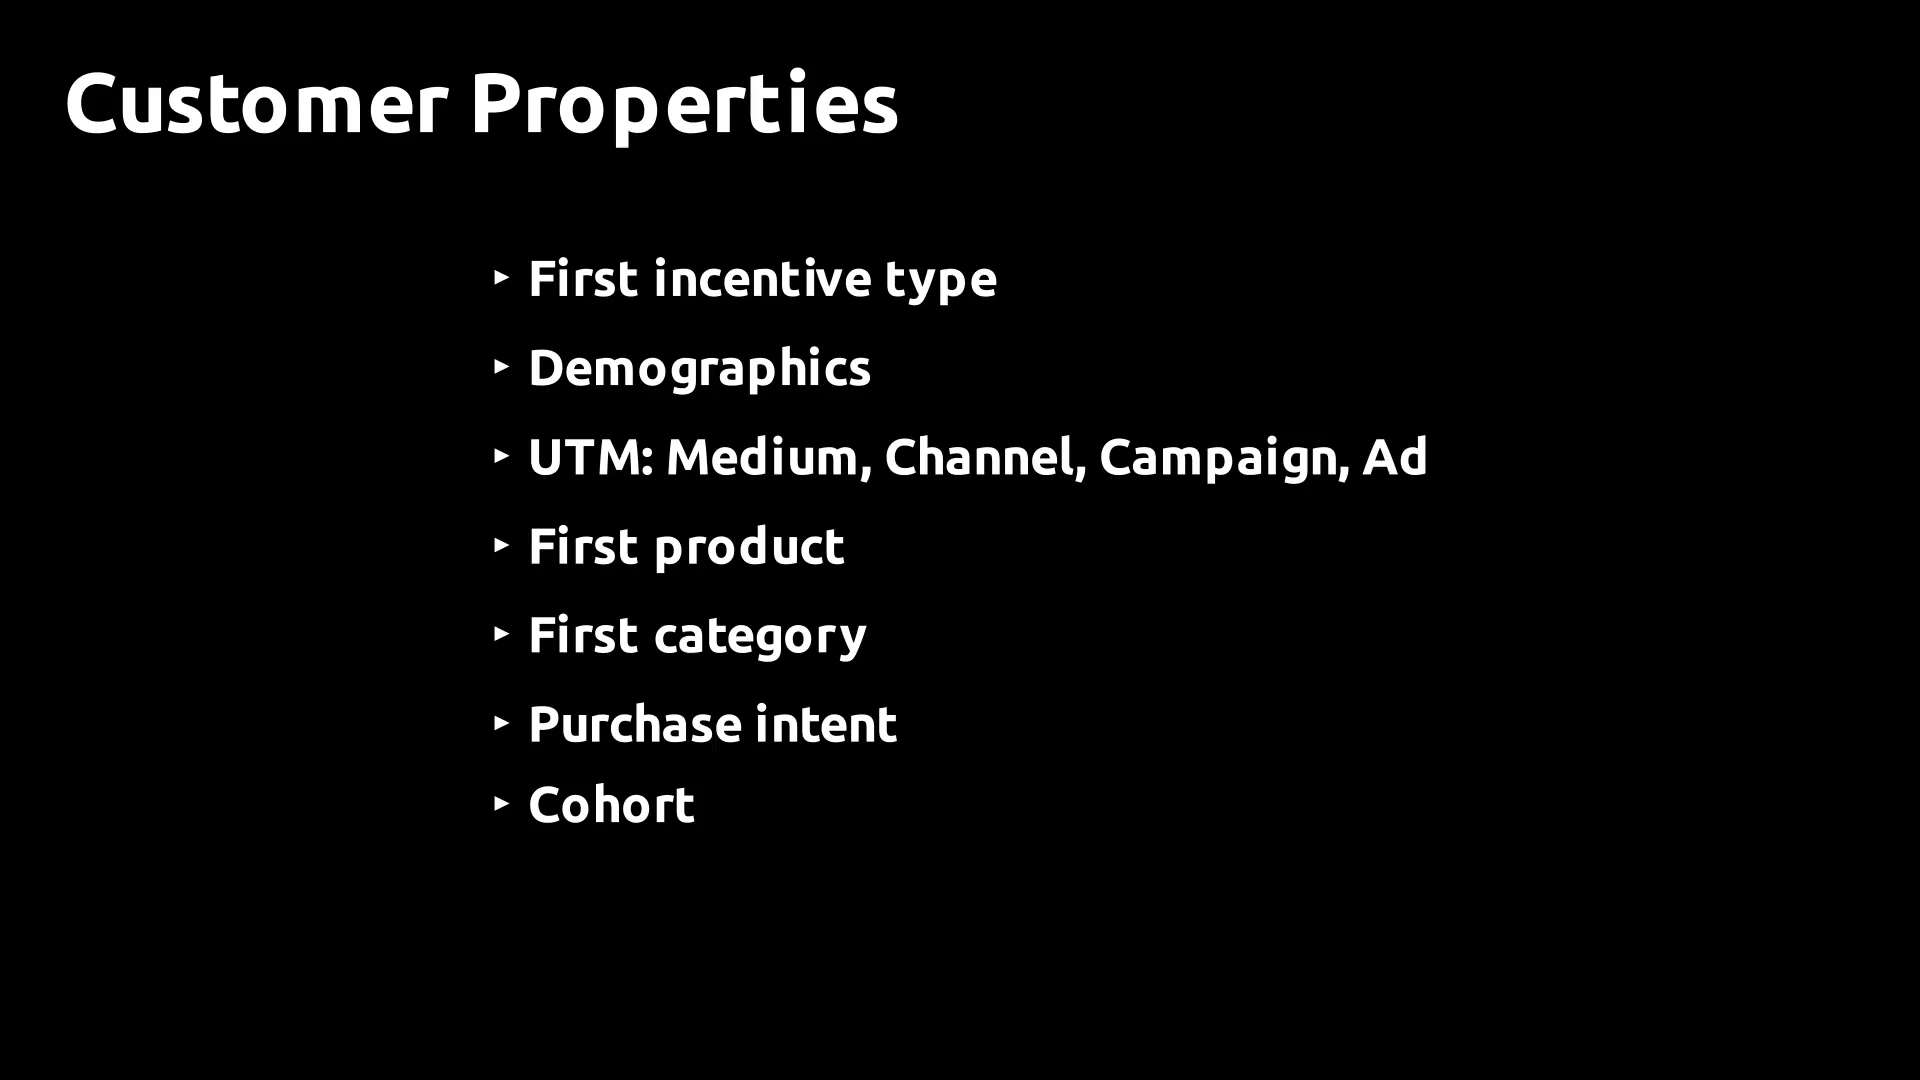 Customer Properties
‣ First incentive type
‣ Demographics
‣ UTM: Medium, Channel, Campaign, Ad
‣ First product
‣ First category
‣ Purchase intent
‣ Cohort